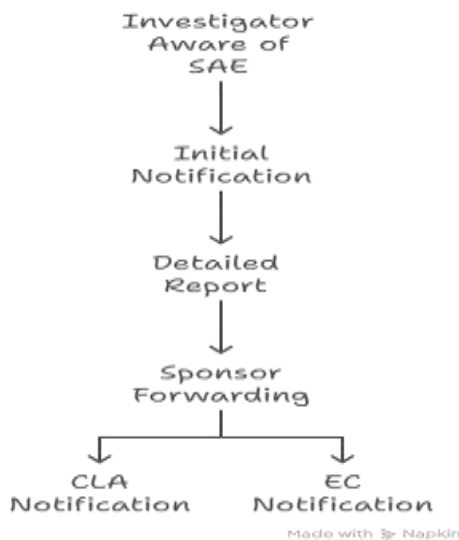 Investigator
Aware of
SAE
Initial
Notification
Detailed
Report
Sponsor
Forwarding
CLA
Notification
EC
Notification
Made with Napkin